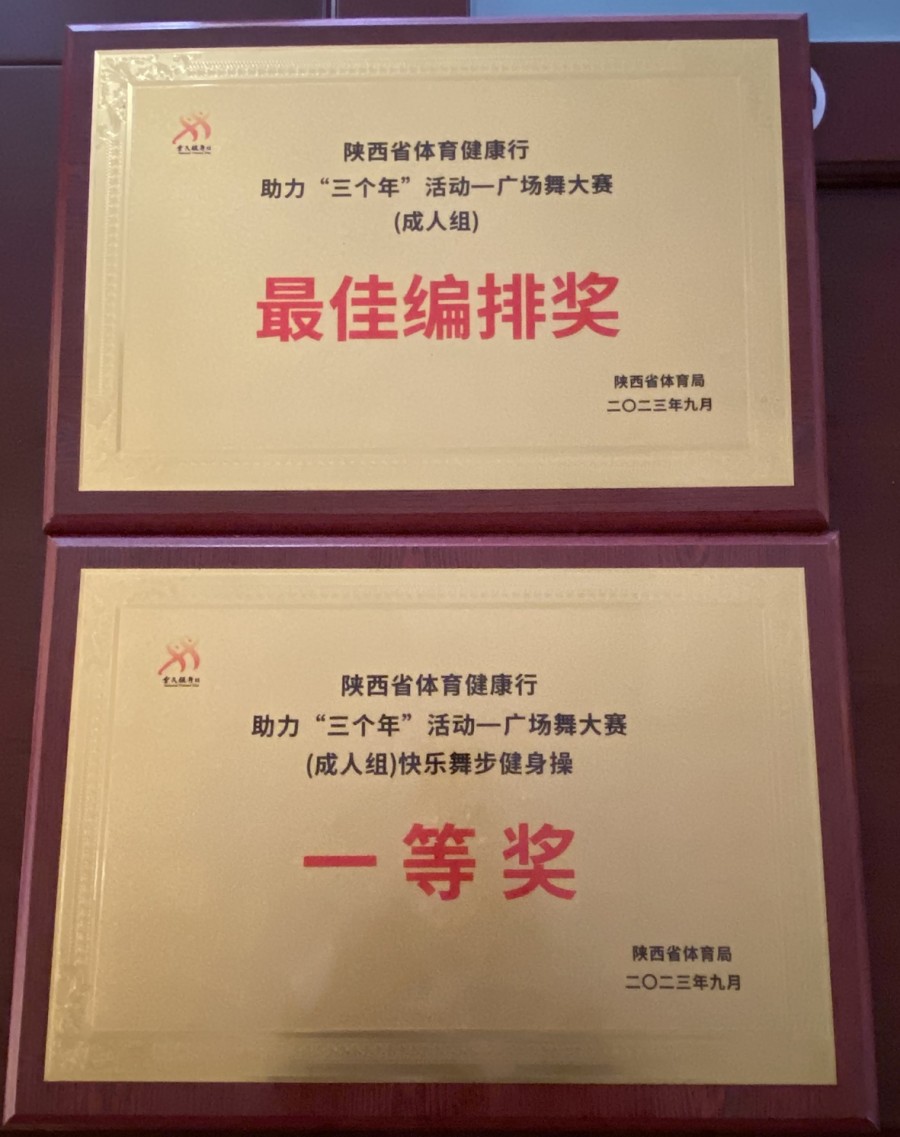 陕西省体育健康行
助力“三个年”活动—广场舞大赛
(成人组)
最佳编排奖
陕西省体育局
二〇二三年九月
陕西省体育健康行
助力“三个年”活动—广场舞大赛
(成人组)快乐舞步健身操
一等奖
陕西省体育局
二〇二三年九月